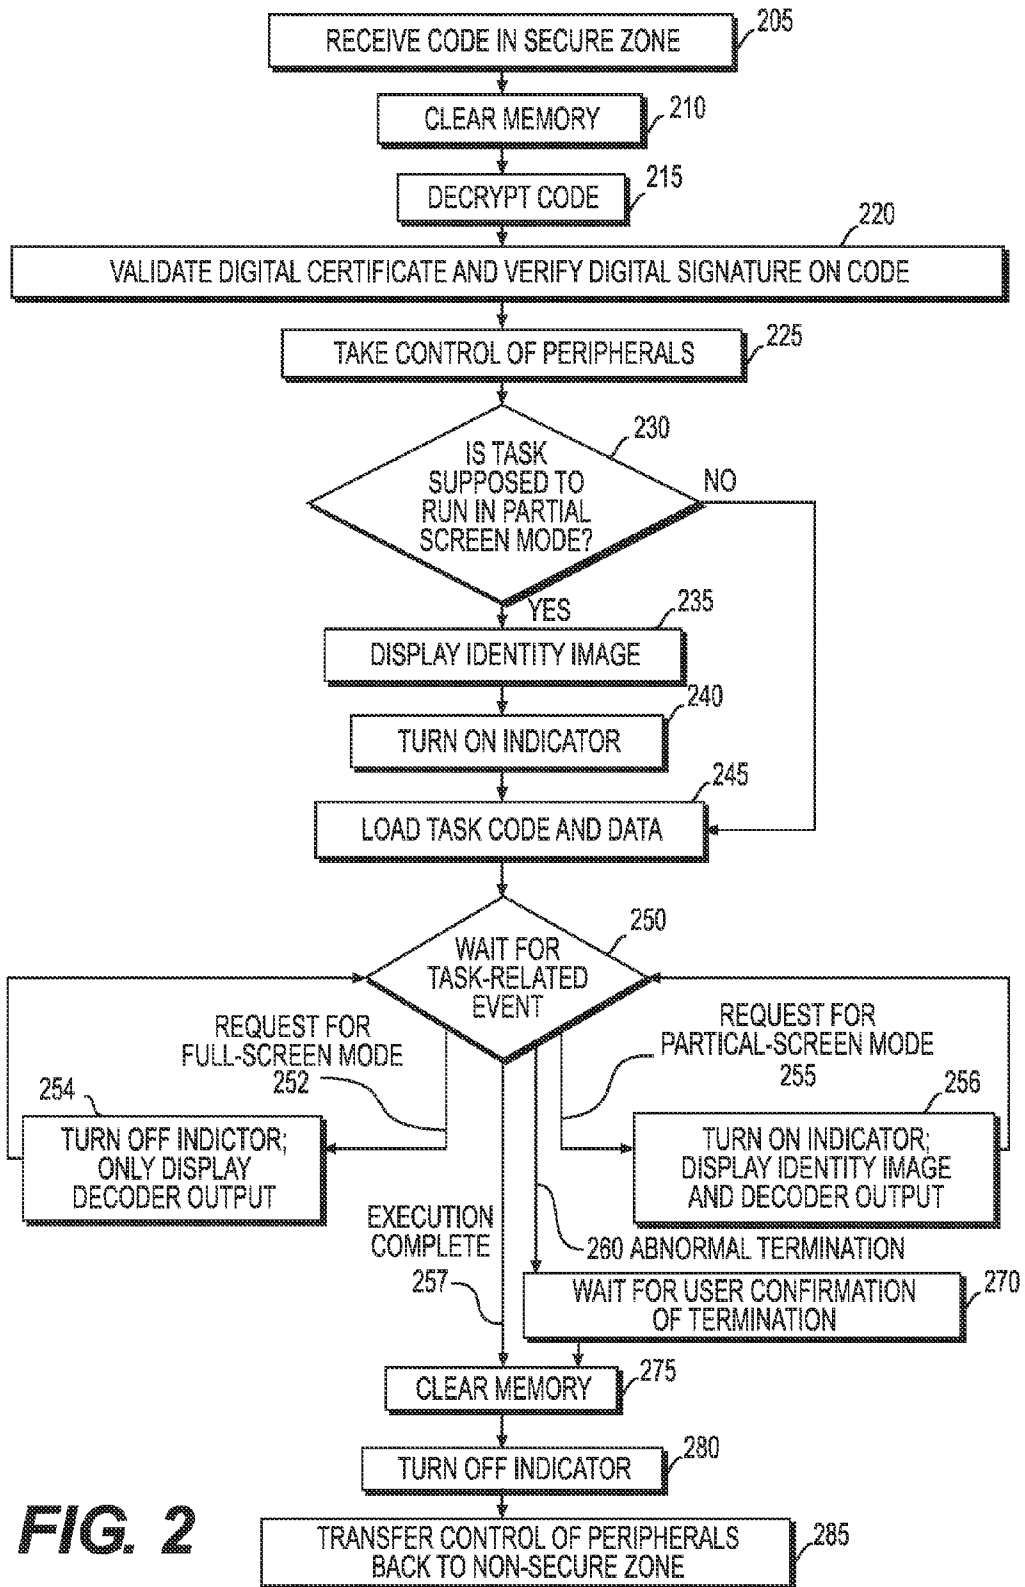 205
RECEIVE CODE IN SECURE ZONE
210
CLEAR MEMORY
215
DECRYPT CODE
220
VALIDATE DIGITAL CERTIFICATE AND VERIFY DIGITAL SIGNATURE ON CODE
225
TAKE CONTROL OF PERIPHERALS
230
IS TASK
SUPPOSED TO
RUN IN PARTIAL
SCREEN MODE?
NO
YES
235
DISPLAY IDENTITY IMAGE
240
TURN ON INDICATOR
245
LOAD TASK CODE AND DATA
250
WAIT FOR
TASK-RELATED
EVENT
REQUEST FOR
FULL-SCREEN MODE
252
REQUEST FOR
PARTICAL-SCREEN MODE
255
254
TURN OFF INDICTOR;
ONLY DISPLAY
DECODER OUTPUT
256
TURN ON INDICATOR;
DISPLAY IDENTITY IMAGE
AND DECODER OUTPUT
EXECUTION
COMPLETE
257
260 ABNORMAL TERMINATION
270
WAIT FOR USER CONFIRMATION
OF TERMINATION
275
CLEAR MEMORY
280
TURN OFF INDICATOR
285
TRANSFER CONTROL OF PERIPHERALS
BACK TO NON-SECURE ZONE
FIG. 2